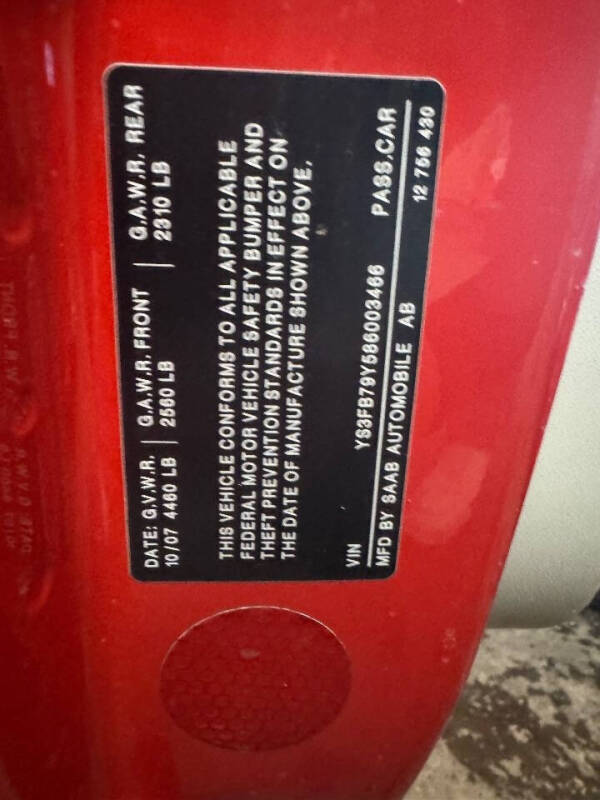 DATE: G.V.W.R. G.A.W.R. FRONT G.A.W.R. REAR
10/07 4460 LB 2560 LB 2310 LB
THIS VEHICLE CONFORMS TO ALL APPLICABLE
FEDERAL MOTOR VEHICLE SAFETY BUMPER AND
THEFT PREVENTION STANDARDS IN EFFECT ON
THE DATE OF MANUFACTURE SHOWN ABOVE.
VIN YS3FB79Y586003466 PASS.CAR
MFD BY SAAB AUTOMOBILE AB 12 756 430